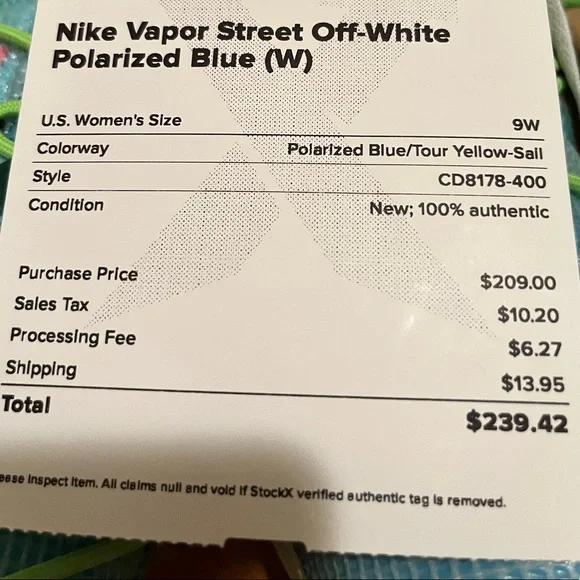 Nike Vapor Street Off-White
Polarized Blue (W)
U.S. Women's Size 9W
Colorway Polarized Blue/Tour Yellow-Sail
Style CD8178-400
Condition New; 100% authentic
Purchase Price $209.00
Sales Tax $10.20
Processing Fee $6.27
Shipping $13.95
Total $239.42
ease inspect item. All claims null and void if StockX verified authentic tag is removed.